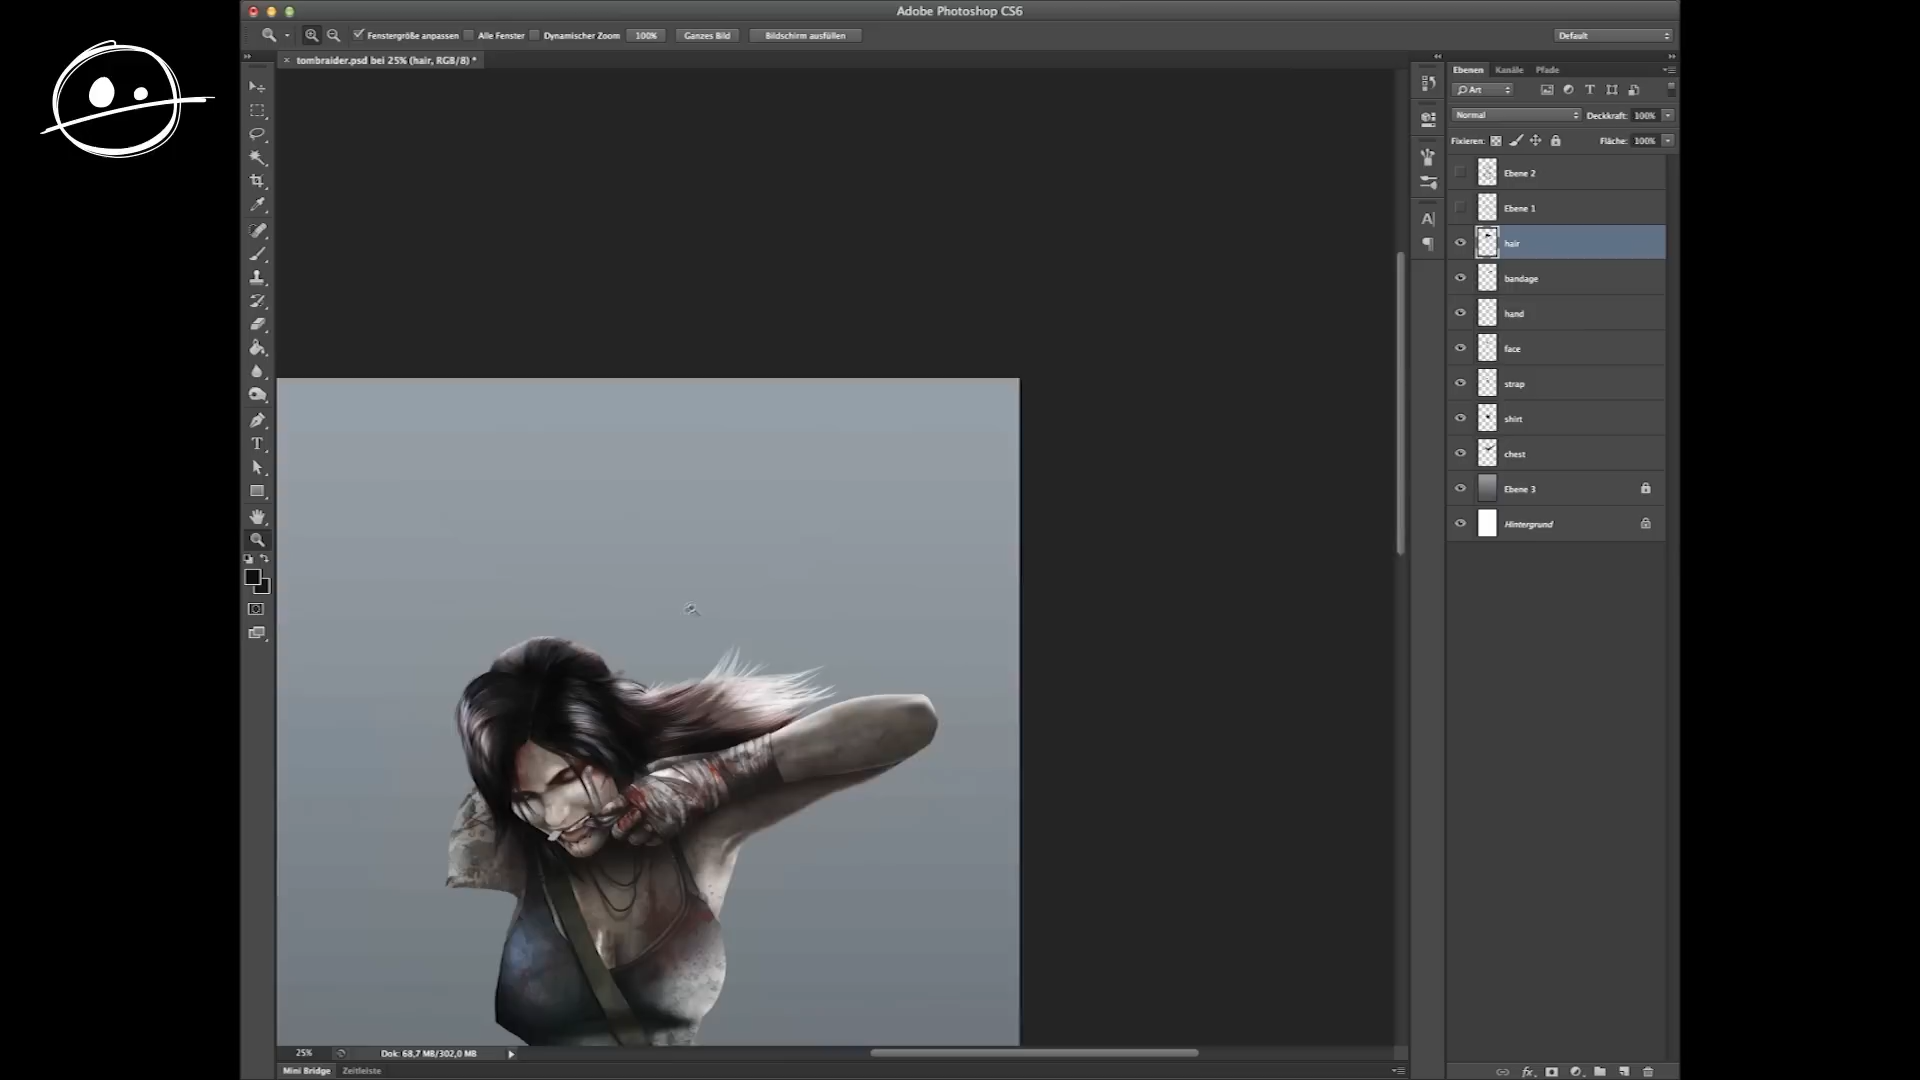 Adobe Photoshop CS6
Fenstergröße anpassen Alle Fenster Dynamischer Zoom 100% Ganzes Bild Bildschirm ausfüllen Default
× tombraider.psd bei 25% (hair, RGB/8) *
Ebenen Kanäle Pfade
Art
Normal Deckkraft: 100%
Fixieren: Fläche: 100%
Ebene 2
Ebene 1
hair
bandage
hand
face
strap
shirt
chest
Ebene 3
Hintergrund
25% Dok: 68,7 MB/302,0 MB
Mini Bridge Zeitleiste